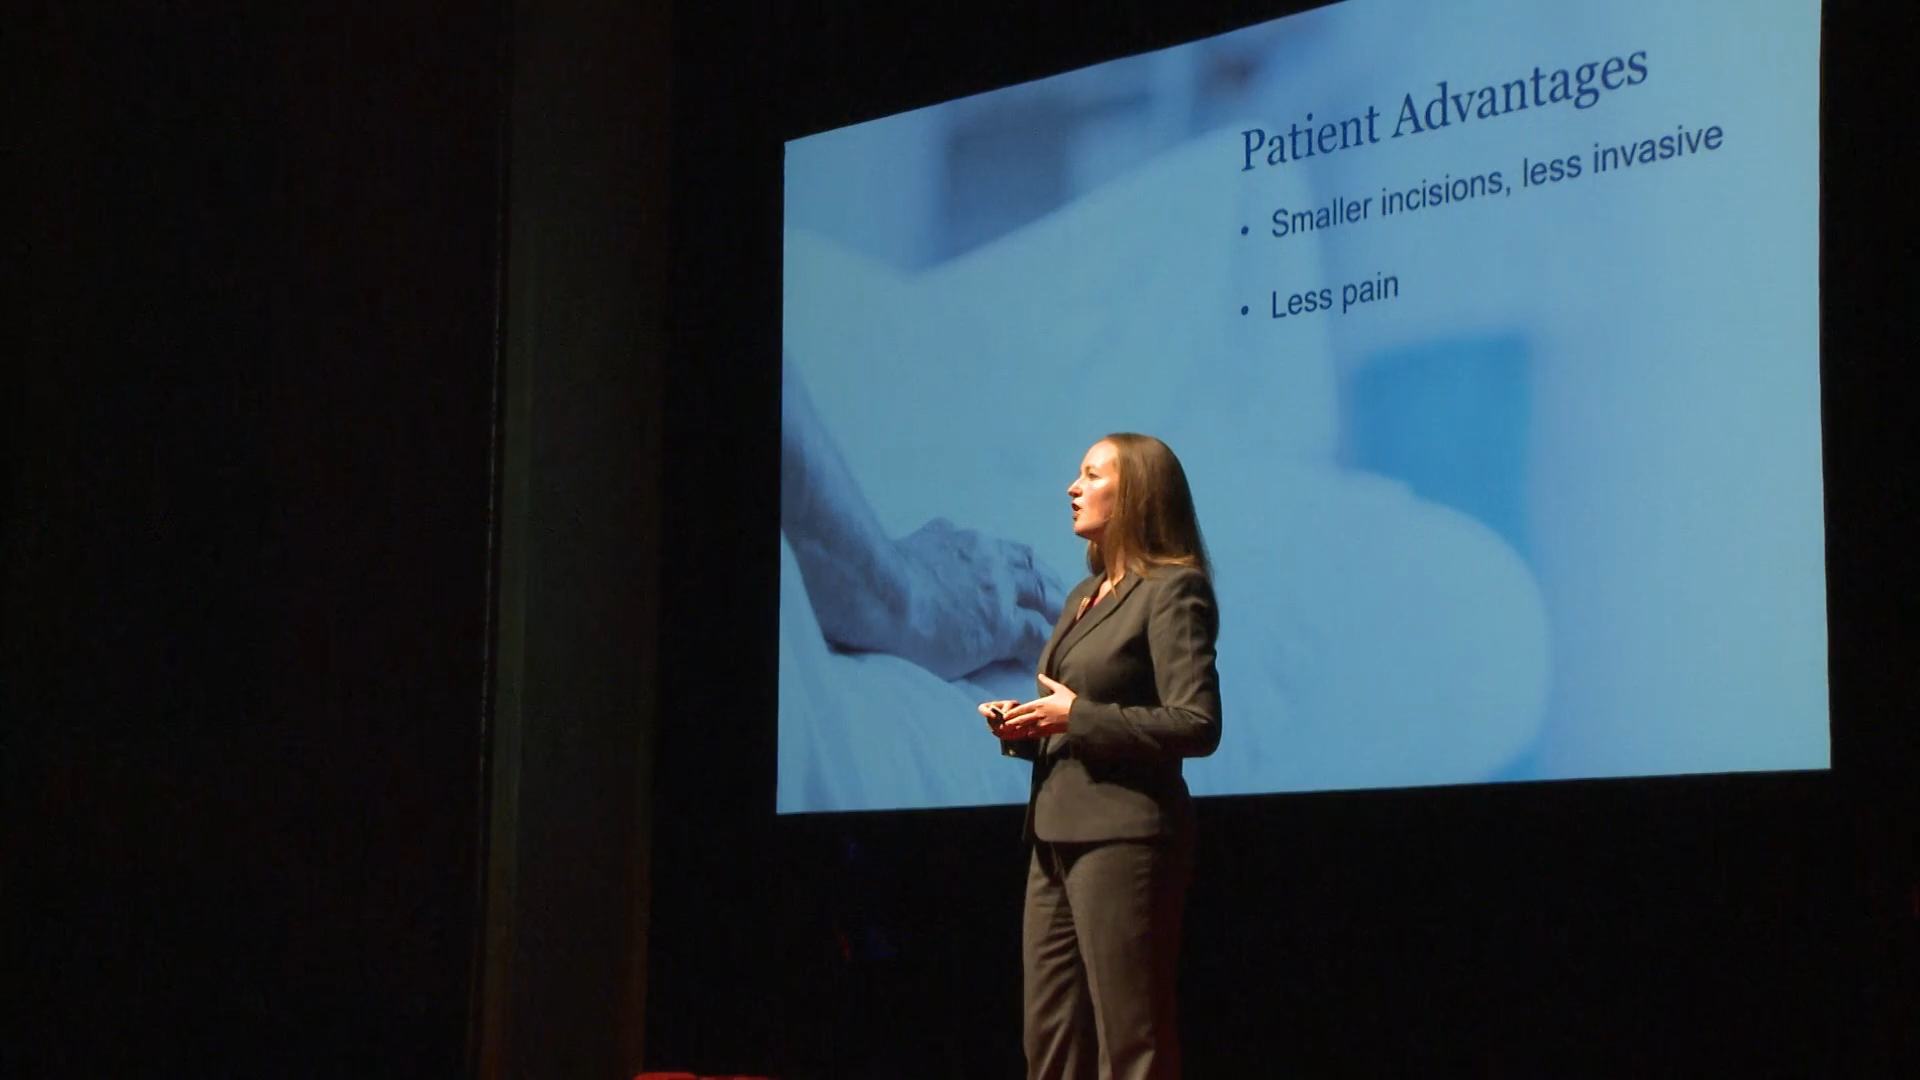 Patient Advantages
• Smaller incisions, less invasive
• Less pain